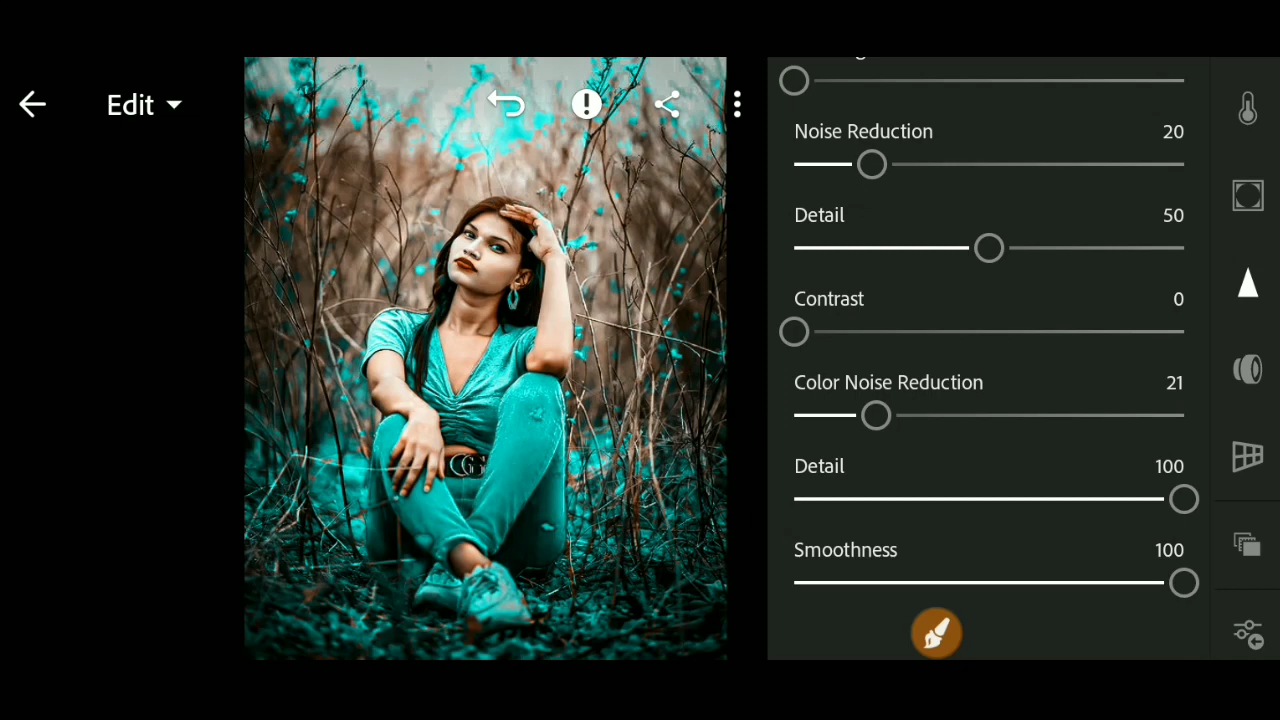 Edit
Noise Reduction 20
Detail 50
Contrast 0
Color Noise Reduction 21
Detail 100
Smoothness 100